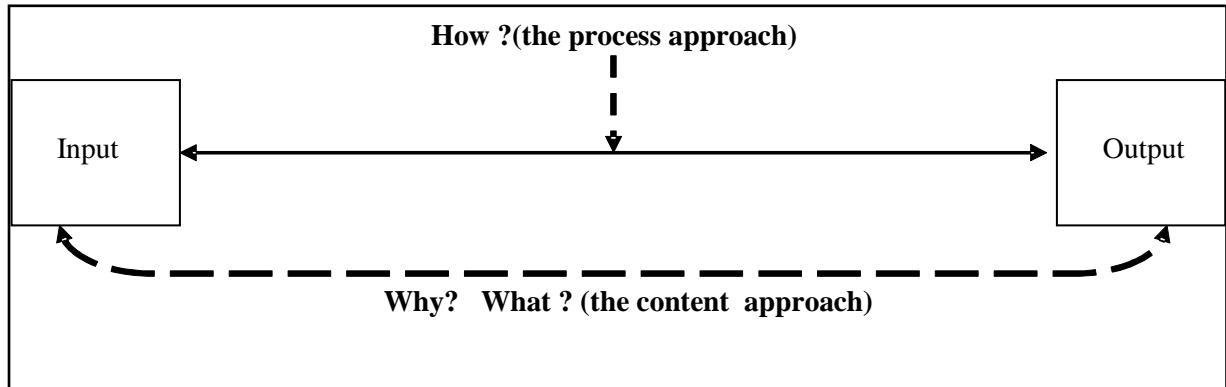 How ?(the process approach)
Input
Output
Why? What ? (the content approach)